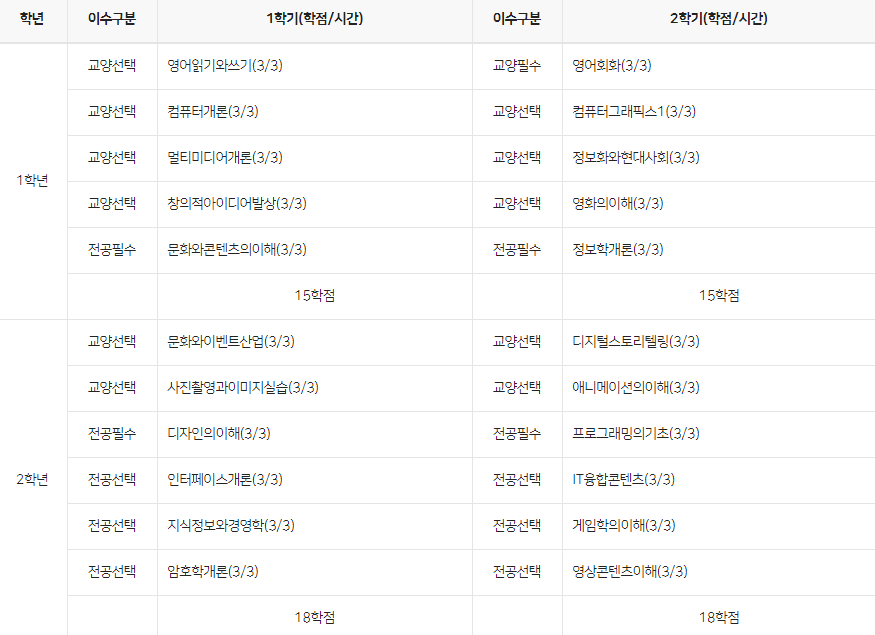 학년 이수구분 1학기(학점/시간) 이수구분 2학기(학점/시간)
교양선택 영어읽기와쓰기(3/3) 교양필수 영어회화(3/3)
교양선택 컴퓨터개론(3/3) 교양선택 컴퓨터그래픽스1(3/3)
교양선택 멀티미디어개론(3/3) 교양선택 정보화와현대사회(3/3)
1학년
교양선택 창의적아이디어발상(3/3) 교양선택 영화의이해(3/3)
전공필수 문화와콘텐츠의이해(3/3) 전공필수 정보학개론(3/3)
15학점 15학점
교양선택 문화와이벤트산업(3/3) 교양선택 디지털스토리텔링(3/3)
교양선택 사진촬영과이미지실습(3/3) 교양선택 애니메이션의이해(3/3)
전공필수 디자인의이해(3/3) 전공필수 프로그래밍의기초(3/3)
2학년 전공선택 인터페이스개론(3/3) 전공선택 IT융합콘텐츠(3/3)
전공선택 지식정보와경영학(3/3) 전공선택 게임학의이해(3/3)
전공선택 암호학개론(3/3) 전공선택 영상콘텐츠이해(3/3)
18학점 18학점